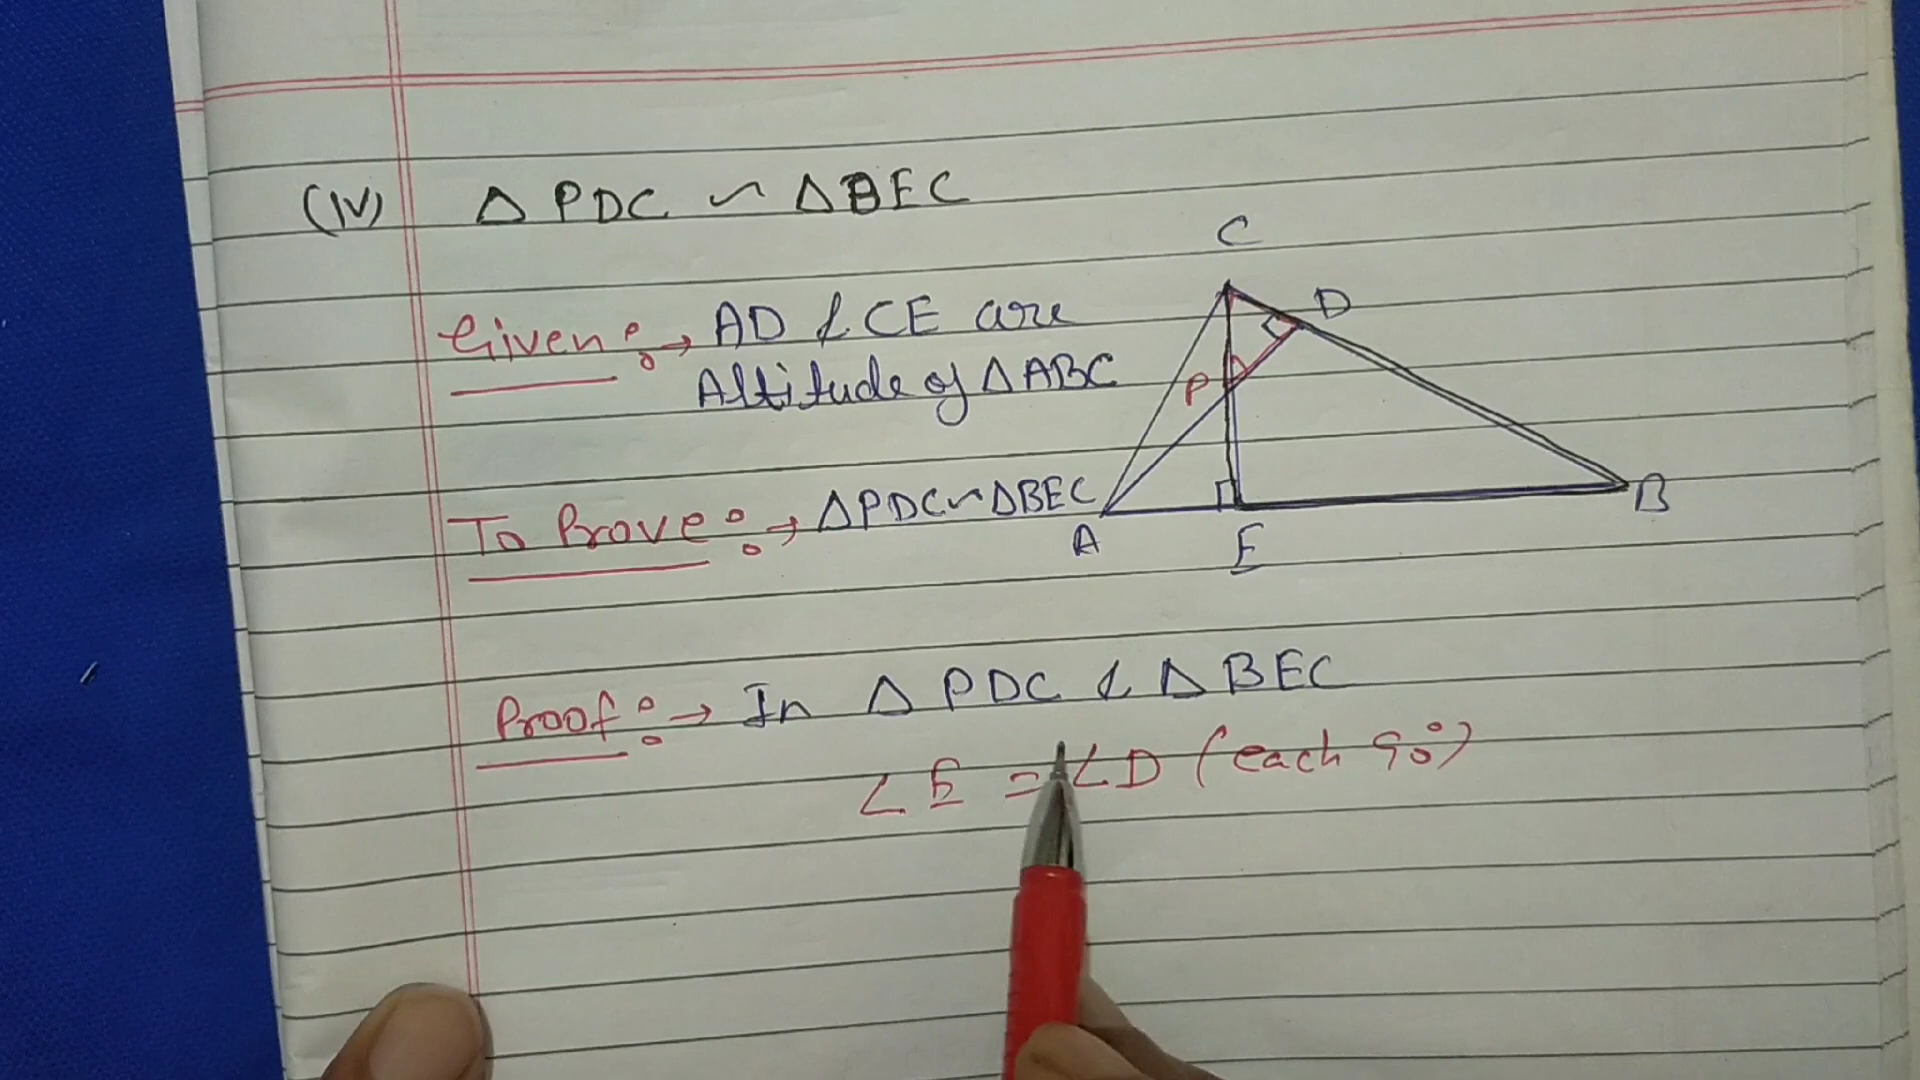 (IV) △ PDC ∽ △BEC
C
Given :→ AD & CE are
D
Altitude of △ABC
P
To Prove :→ △PDC∽△BEC
B
A
E
Proof :→ In △ PDC & △ BEC
∠ E = ∠D (each 90°)